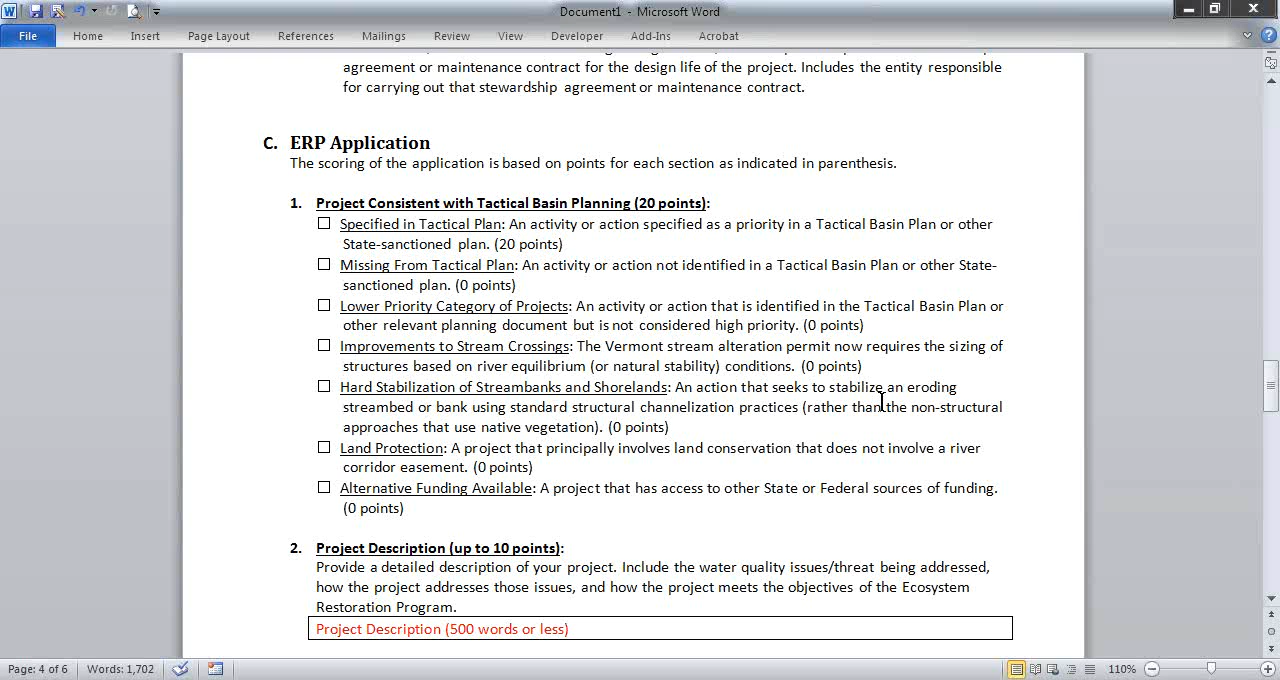 Document1 - Microsoft Word
File Home Insert Page Layout References Mailings Review View Developer Add-Ins Acrobat
agreement or maintenance contract for the design life of the project. Includes the entity responsible
for carrying out that stewardship agreement or maintenance contract.
C. ERP Application
The scoring of the application is based on points for each section as indicated in parenthesis.
1. Project Consistent with Tactical Basin Planning (20 points):
Specified in Tactical Plan: An activity or action specified as a priority in a Tactical Basin Plan or other
State-sanctioned plan. (20 points)
Missing From Tactical Plan: An activity or action not identified in a Tactical Basin Plan or other State-
sanctioned plan. (0 points)
Lower Priority Category of Projects: An activity or action that is identified in the Tactical Basin Plan or
other relevant planning document but is not considered high priority. (0 points)
Improvements to Stream Crossings: The Vermont stream alteration permit now requires the sizing of
structures based on river equilibrium (or natural stability) conditions. (0 points)
Hard Stabilization of Streambanks and Shorelands: An action that seeks to stabilize an eroding
streambed or bank using standard structural channelization practices (rather than the non-structural
approaches that use native vegetation). (0 points)
Land Protection: A project that principally involves land conservation that does not involve a river
corridor easement. (0 points)
Alternative Funding Available: A project that has access to other State or Federal sources of funding.
(0 points)
2. Project Description (up to 10 points):
Provide a detailed description of your project. Include the water quality issues/threat being addressed,
how the project addresses those issues, and how the project meets the objectives of the Ecosystem
Restoration Program.
Project Description (500 words or less)
Page: 4 of 6 Words: 1,702 110%